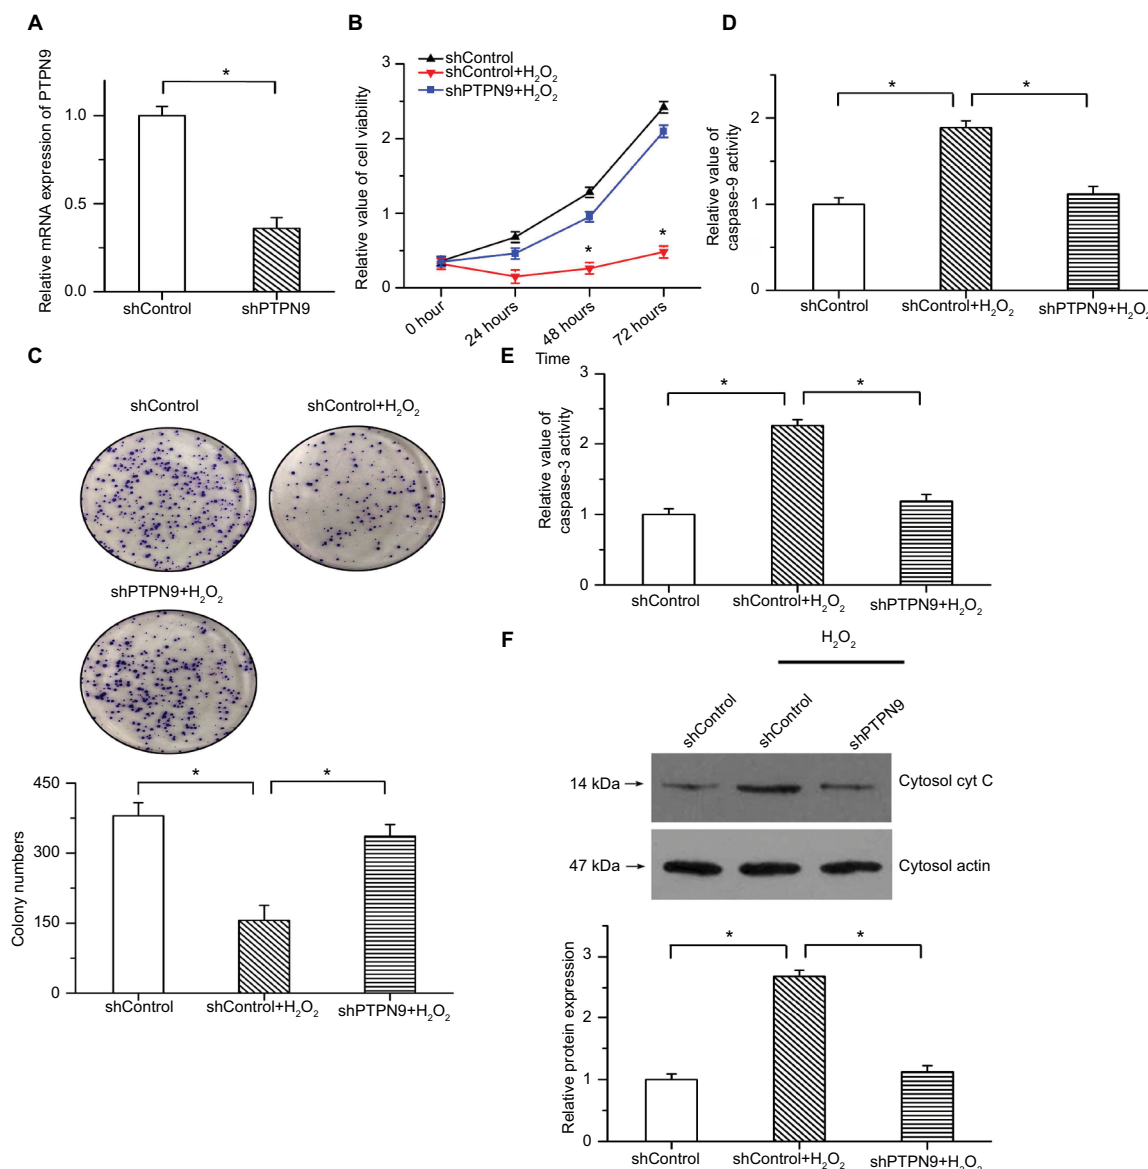 A
Relative mRNA expression of PTPN9
1.0
0.5
0.0
*
shControl
shPTPN9
B
Relative value of cell viability
3
2
1
0
shControl
shControl+H₂O₂
shPTPN9+H₂O₂
*
*
0 hour
24 hours
48 hours
72 hours
Time
C
shControl
shControl+H₂O₂
shPTPN9+H₂O₂
Colony numbers
450
300
150
0
*
*
shControl
shControl+H₂O₂
shPTPN9+H₂O₂
D
Relative value of
caspase-9 activity
2
1
0
*
*
shControl
shControl+H₂O₂
shPTPN9+H₂O₂
E
Relative value of
caspase-3 activity
3
2
1
0
*
*
shControl
shControl+H₂O₂
shPTPN9+H₂O₂
F
H₂O₂
shControl
shControl
shPTPN9
14 kDa
Cytosol cyt C
47 kDa
Cytosol actin
Relative protein expression
3
2
1
0
*
*
shControl
shControl+H₂O₂
shPTPN9+H₂O₂